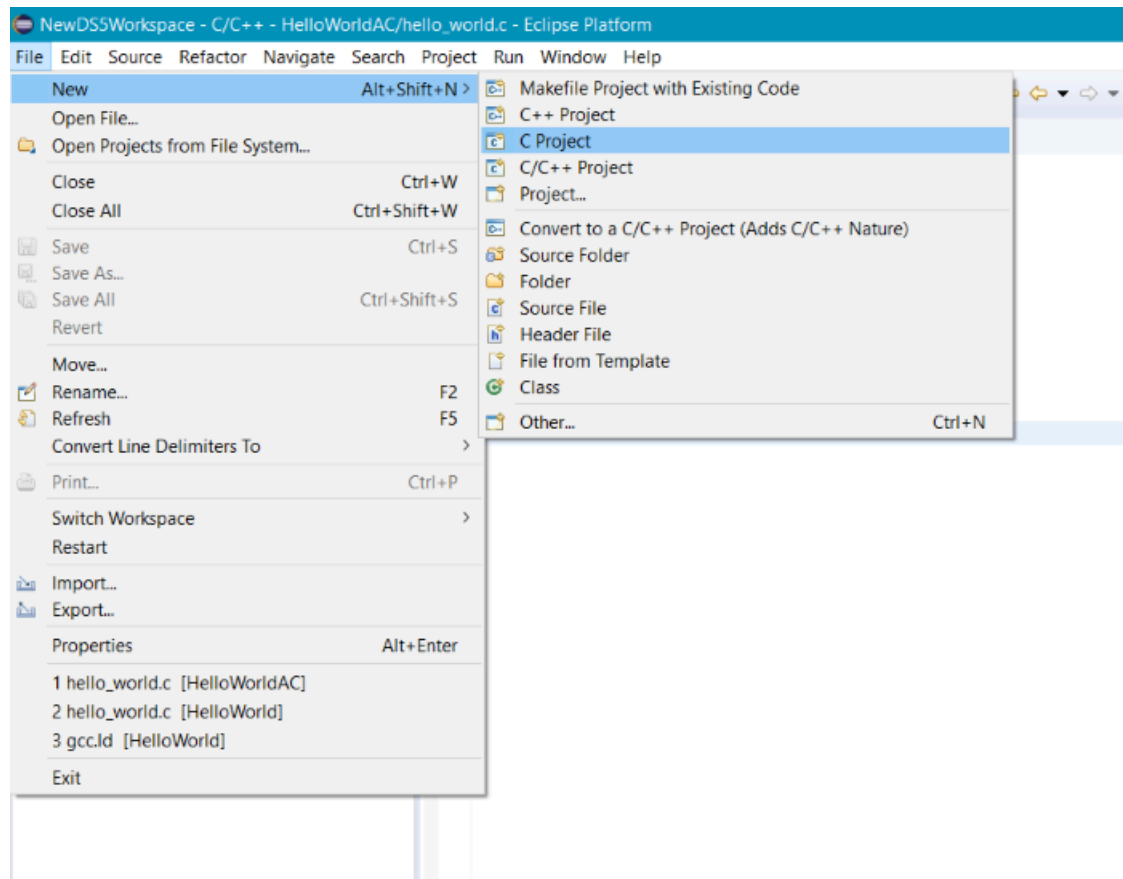 NewDS5Workspace - C/C++ - HelloWorldAC/hello_world.c - Eclipse Platform
File Edit Source Refactor Navigate Search Project Run Window Help
New Alt+Shift+N >
Open File...
Open Projects from File System...
Close Ctrl+W
Close All Ctrl+Shift+W
Save Ctrl+S
Save As...
Save All Ctrl+Shift+S
Revert
Move...
Rename... F2
Refresh F5
Convert Line Delimiters To >
Print... Ctrl+P
Switch Workspace >
Restart
Import...
Export...
Properties Alt+Enter
1 hello_world.c [HelloWorldAC]
2 hello_world.c [HelloWorld]
3 gcc.ld [HelloWorld]
Exit
Makefile Project with Existing Code
C++ Project
C Project
C/C++ Project
Project...
Convert to a C/C++ Project (Adds C/C++ Nature)
Source Folder
Folder
Source File
Header File
File from Template
Class
Other... Ctrl+N